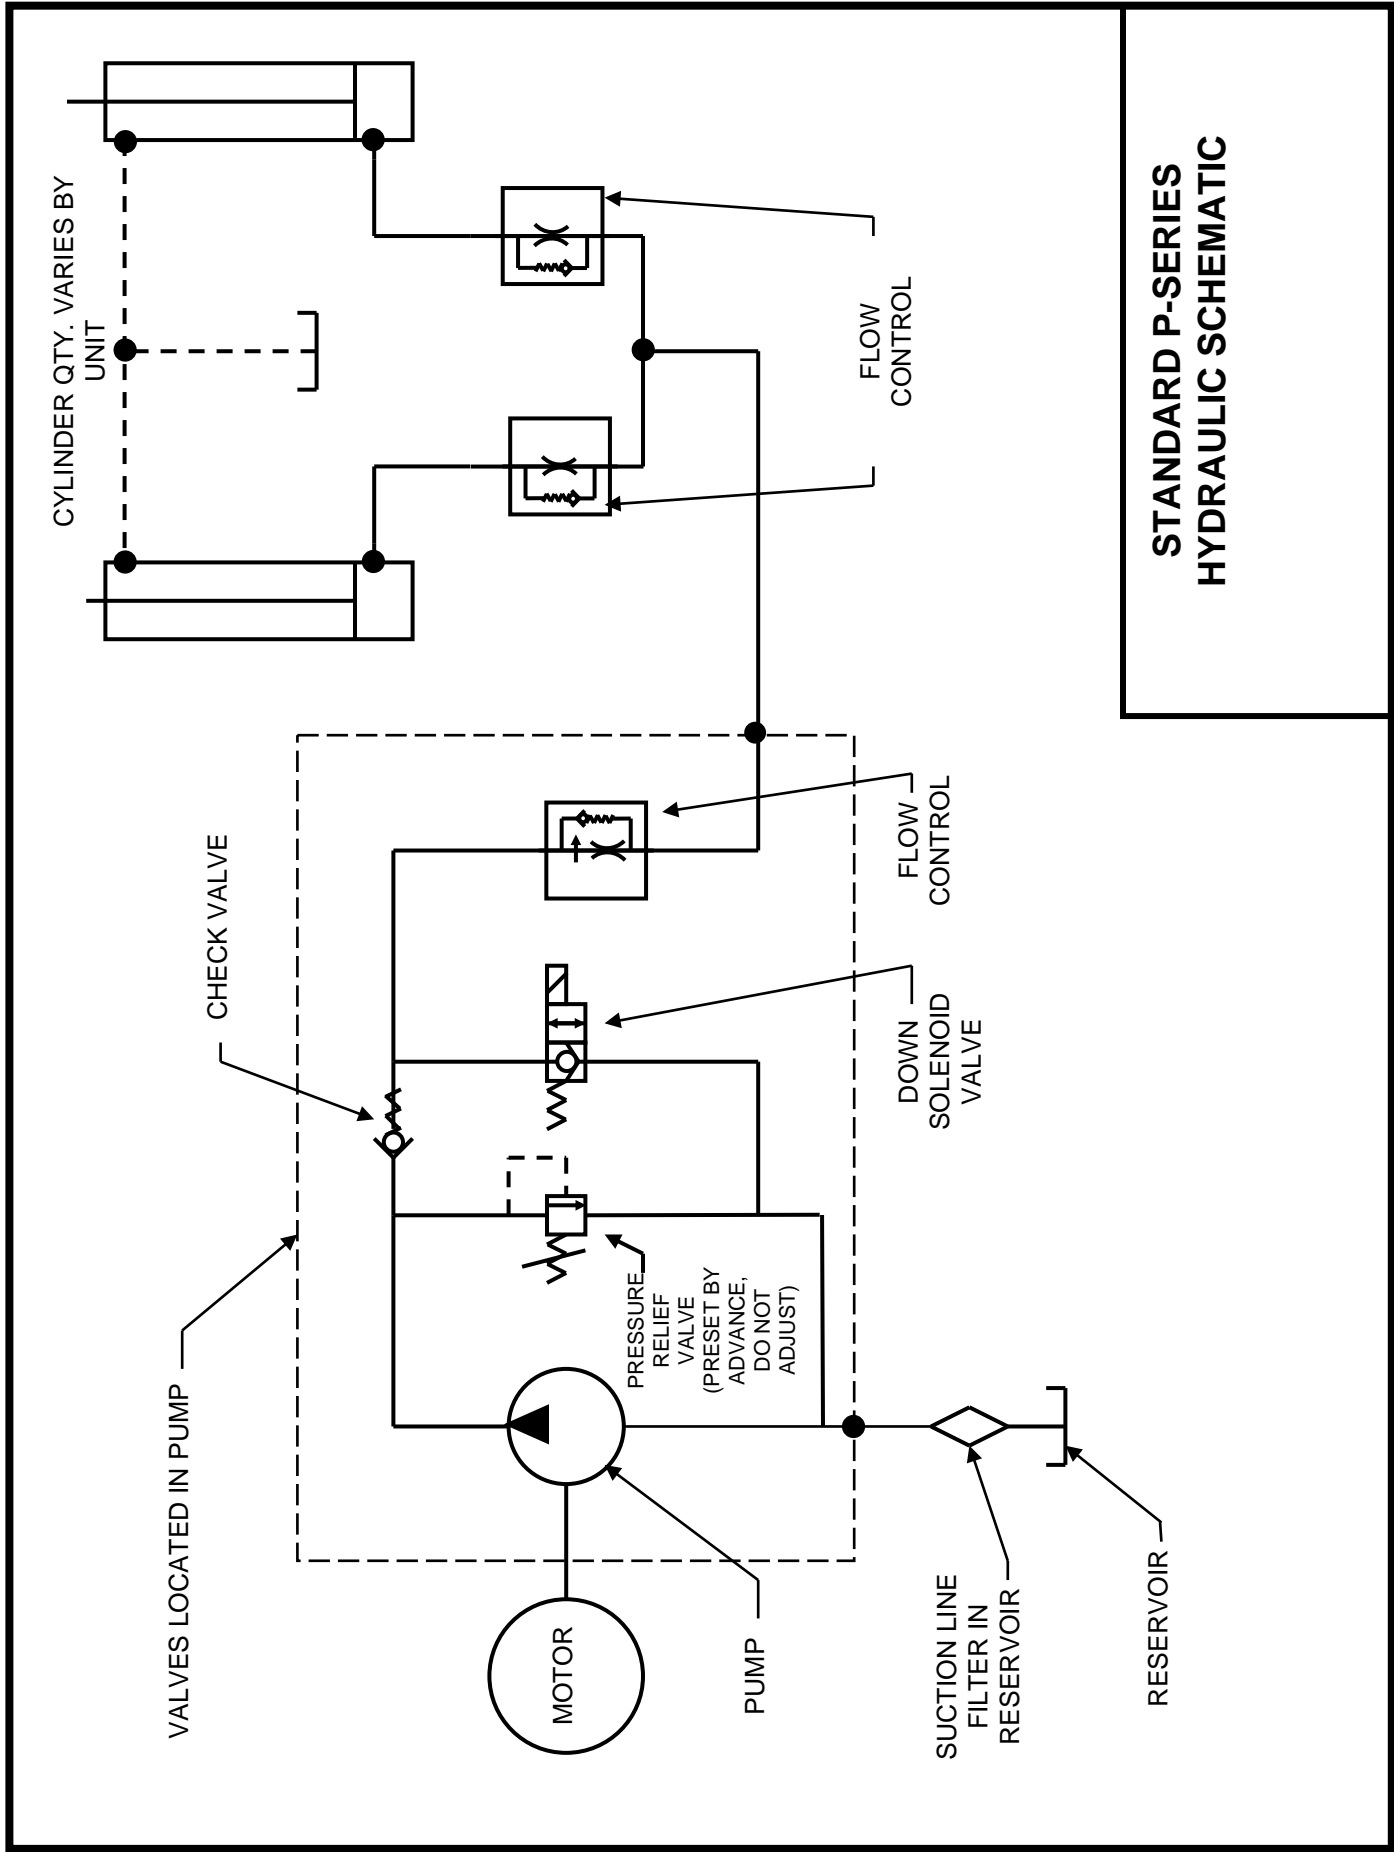 VALVES LOCATED IN PUMP
CHECK VALVE
CYLINDER QTY. VARIES BY
UNIT
MOTOR
PUMP
PRESSURE
RELIEF
VALVE
(PRESET BY
ADVANCE,
DO NOT
ADJUST)
DOWN
SOLENOID
VALVE
FLOW
CONTROL
FLOW
CONTROL
SUCTION LINE
FILTER IN
RESERVOIR
RESERVOIR
STANDARD P-SERIES
HYDRAULIC SCHEMATIC